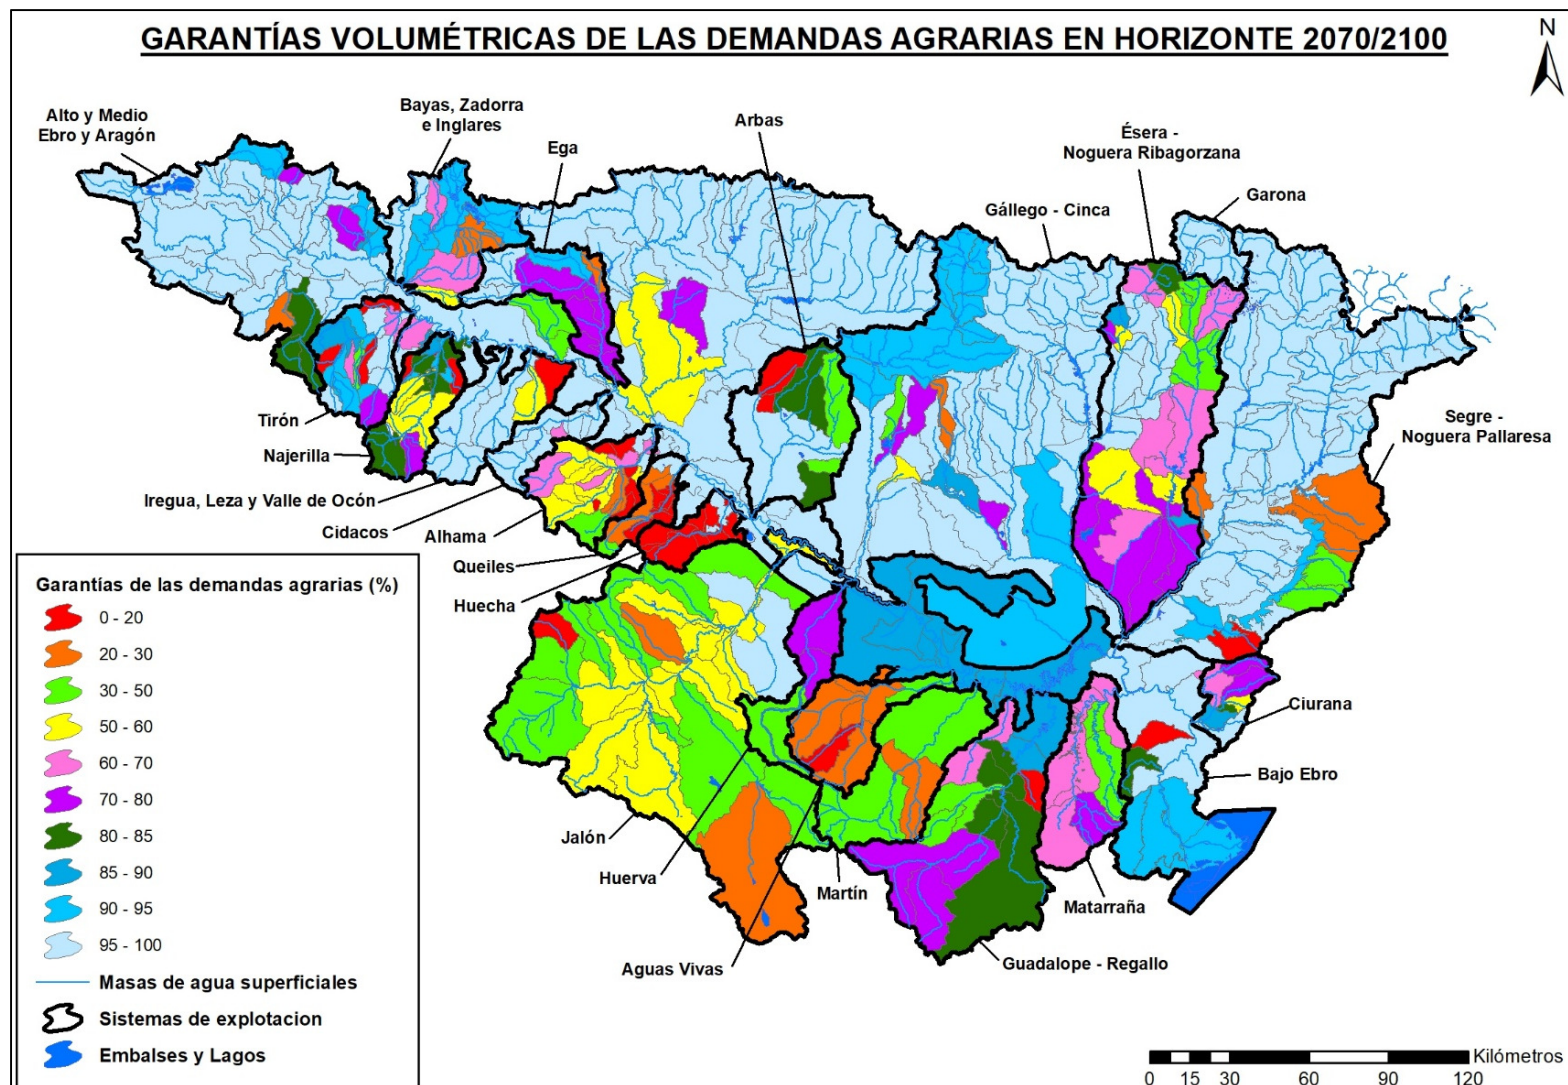 GARANTÍAS VOLUMÉTRICAS DE LAS DEMANDAS AGRARIAS EN HORIZONTE 2070/2100
N
Alto y Medio
Ebro y Aragón
Bayas, Zadorra
e Inglares
Ega
Arbas
Ésera -
Noguera Ribagorzana
Gállego - Cinca
Garona
Segre -
Noguera Pallaresa
Tirón
Najerilla
Iregua, Leza y Valle de Ocón
Cidacos
Alhama
Queiles
Huecha
Ciurana
Bajo Ebro
Jalón
Huerva
Martín
Matarraña
Aguas Vivas
Guadalope - Regallo
Garantías de las demandas agrarias (%)
0 - 20
20 - 30
30 - 50
50 - 60
60 - 70
70 - 80
80 - 85
85 - 90
90 - 95
95 - 100
Masas de agua superficiales
Sistemas de explotacion
Embalses y Lagos
Kilómetros
0 15 30 60 90 120